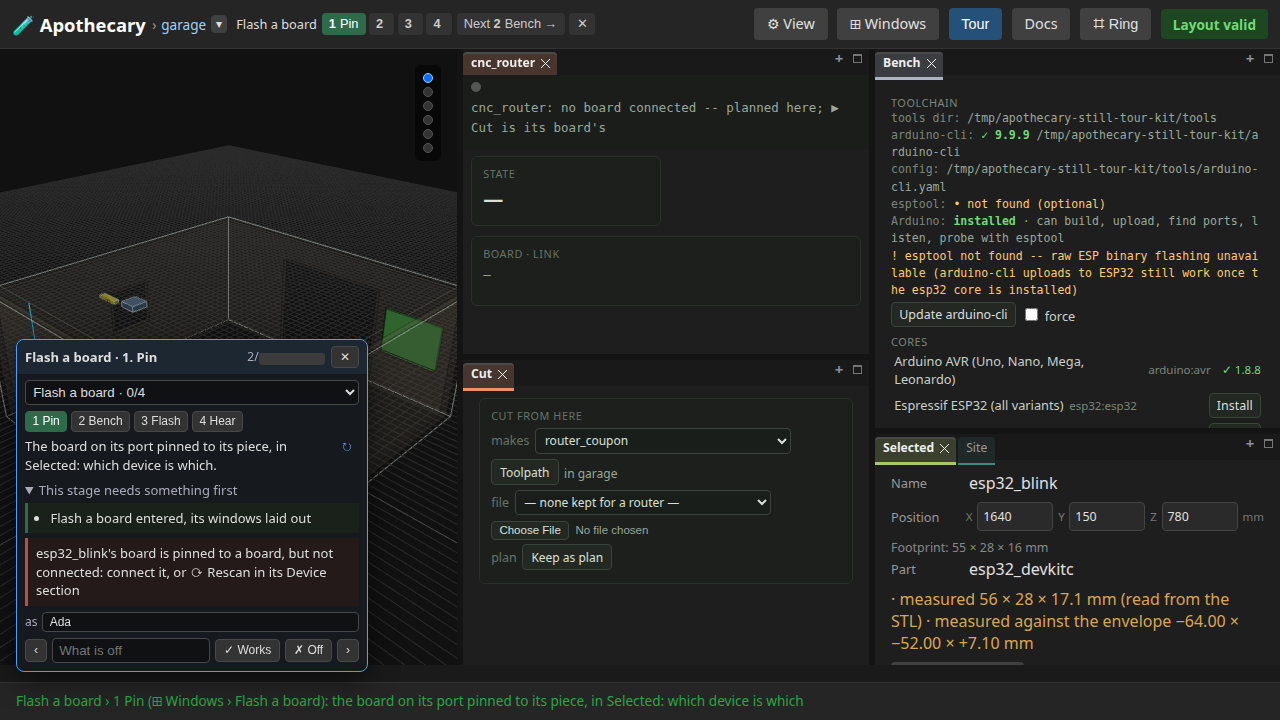 Apothecary › garage ▾ Flash a board 1 Pin 2 3 4 Next 2 Bench → ✕ ⚙ View ⊞ Windows Tour Docs ⌗ Ring Layout valid
cnc_router
cnc_router: no board connected -- planned here; ▶
Cut is its board's
STATE
—
BOARD · LINK
—
Cut
CUT FROM HERE
makes router_coupon
Toolpath in garage
file — none kept for a router —
Choose File No file chosen
plan Keep as plan
Bench
TOOLCHAIN
tools dir: /tmp/apothecary-still-tour-kit/tools
arduino-cli: ✓ 9.9.9 /tmp/apothecary-still-tour-kit/a
rduino-cli
config: /tmp/apothecary-still-tour-kit/tools/arduino-
cli.yaml
esptool: • not found (optional)
Arduino: installed · can build, upload, find ports, l
isten, probe with esptool
! esptool not found -- raw ESP binary flashing unavai
lable (arduino-cli uploads to ESP32 still work once t
he esp32 core is installed)
Update arduino-cli force
CORES
Arduino AVR (Uno, Nano, Mega,
Leonardo) arduino:avr ✓ 1.8.8
Espressif ESP32 (all variants) esp32:esp32 Install
Selected Site
Name esp32_blink
Position X 1640 Y 150 Z 780 mm
Footprint: 55 × 28 × 16 mm
Part esp32_devkitc
· measured 56 × 28 × 17.1 mm (read from the
STL) · measured against the envelope −64.00 ×
−52.00 × +7.10 mm
Flash a board · 1. Pin 2/ ✕
Flash a board · 0/4
1 Pin 2 Bench 3 Flash 4 Hear
The board on its port pinned to its piece, in ↻
Selected: which device is which.
▼ This stage needs something first
• Flash a board entered, its windows laid out
esp32_blink's board is pinned to a board, but not
connected: connect it, or ⟳ Rescan in its Device
section
as Ada
‹ What is off ✓ Works ✗ Off ›
Flash a board › 1 Pin (⊞ Windows › Flash a board): the board on its port pinned to its piece, in Selected: which device is which